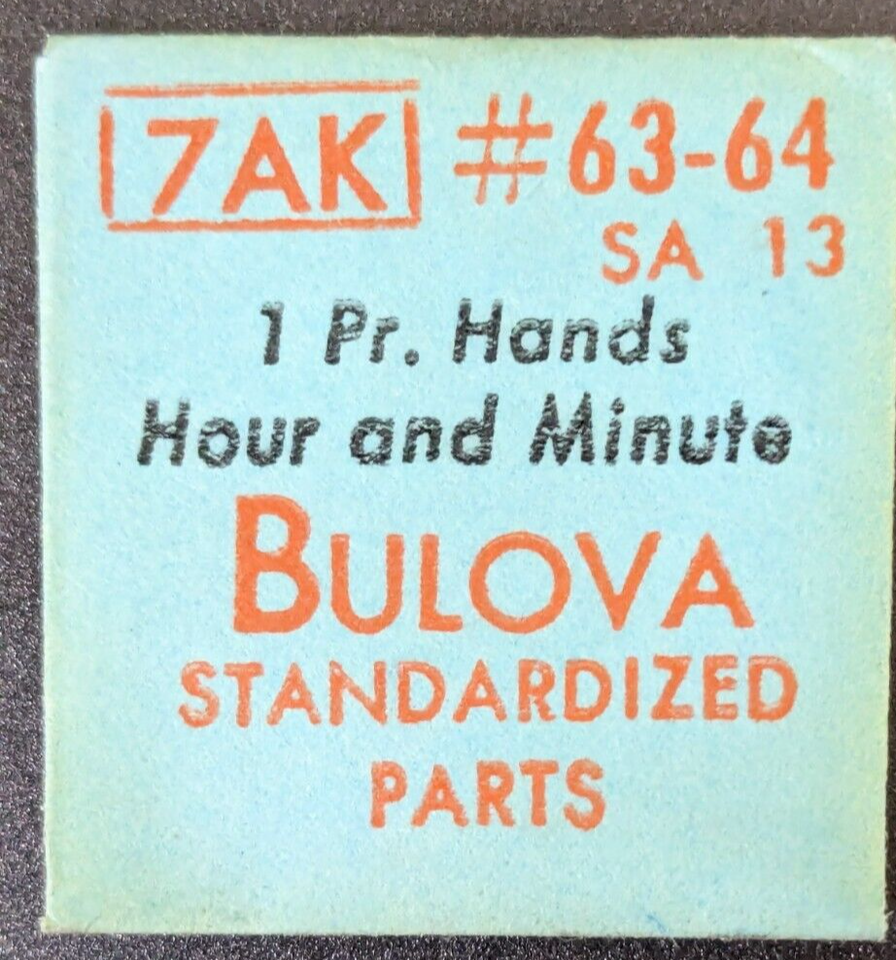 7AK #63-64
SA 13
1 Pr. Hands
Hour and Minute
BULOVA
STANDARDIZED
PARTS